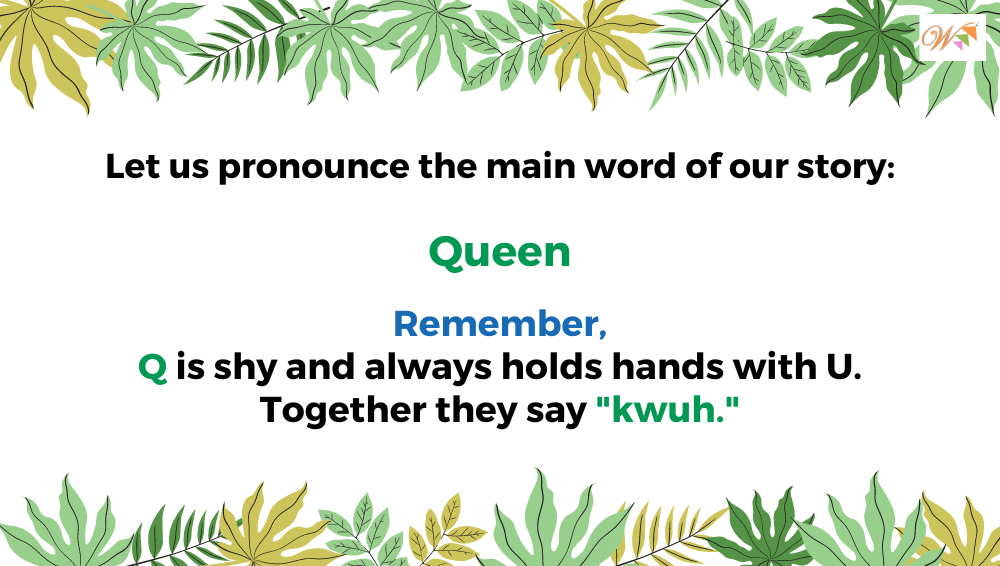 W
Let us pronounce the main word of our story:
Queen
Remember,
Q is shy and always holds hands with U.
Together they say "kwuh."